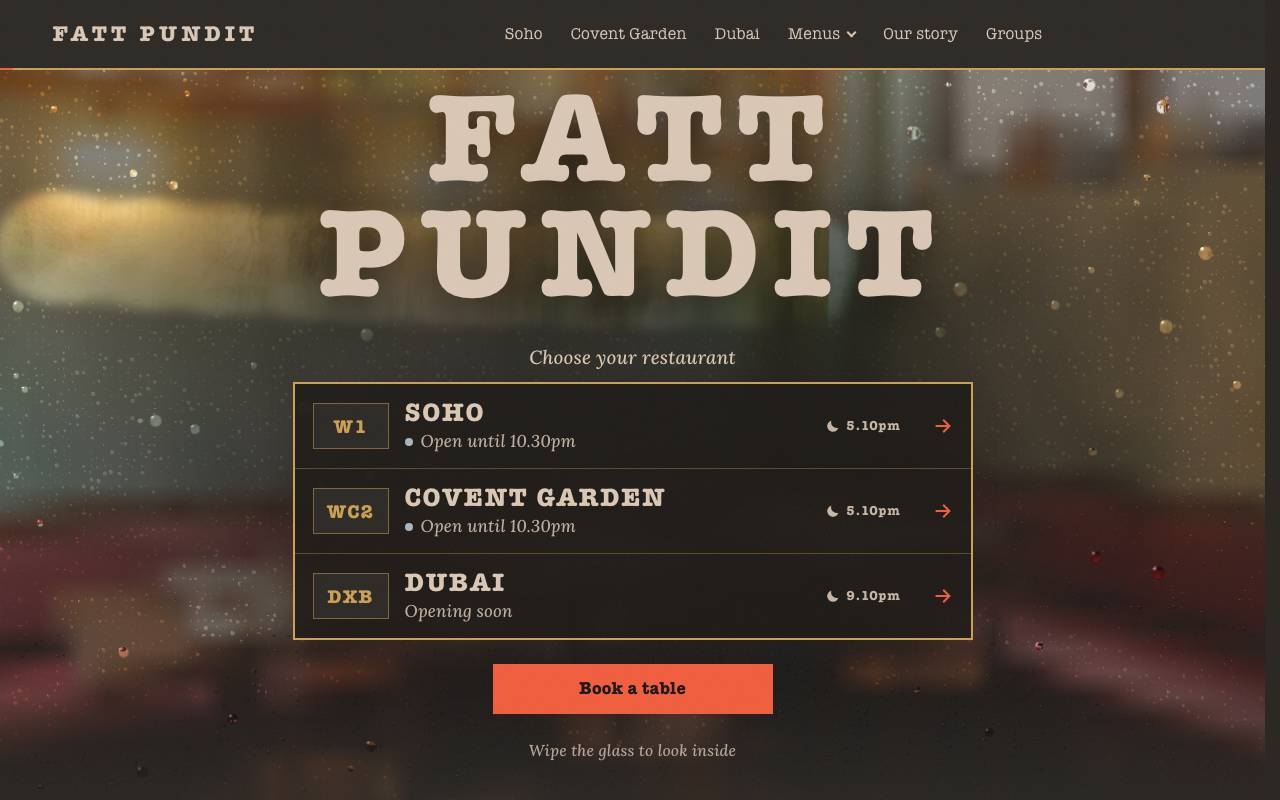 FATT PUNDIT
Soho
Covent Garden
Dubai
Menus
Our story
Groups
FATT
PUNDIT
Choose your restaurant
W1
SOHO
Open until 10.30pm
5.10pm
WC2
COVENT GARDEN
Open until 10.30pm
5.10pm
DXB
DUBAI
Opening soon
9.10pm
Book a table
Wipe the glass to look inside